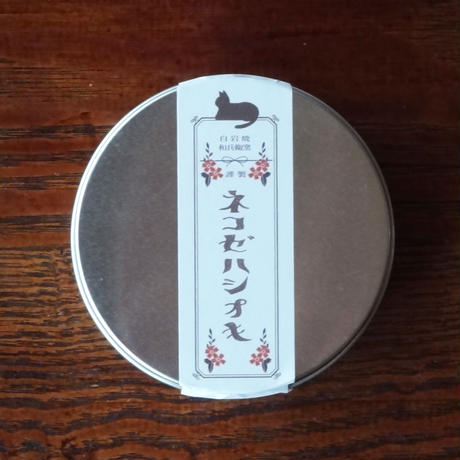 白岩焼
和兵衛窯
謹製
ネコゼハシオキ